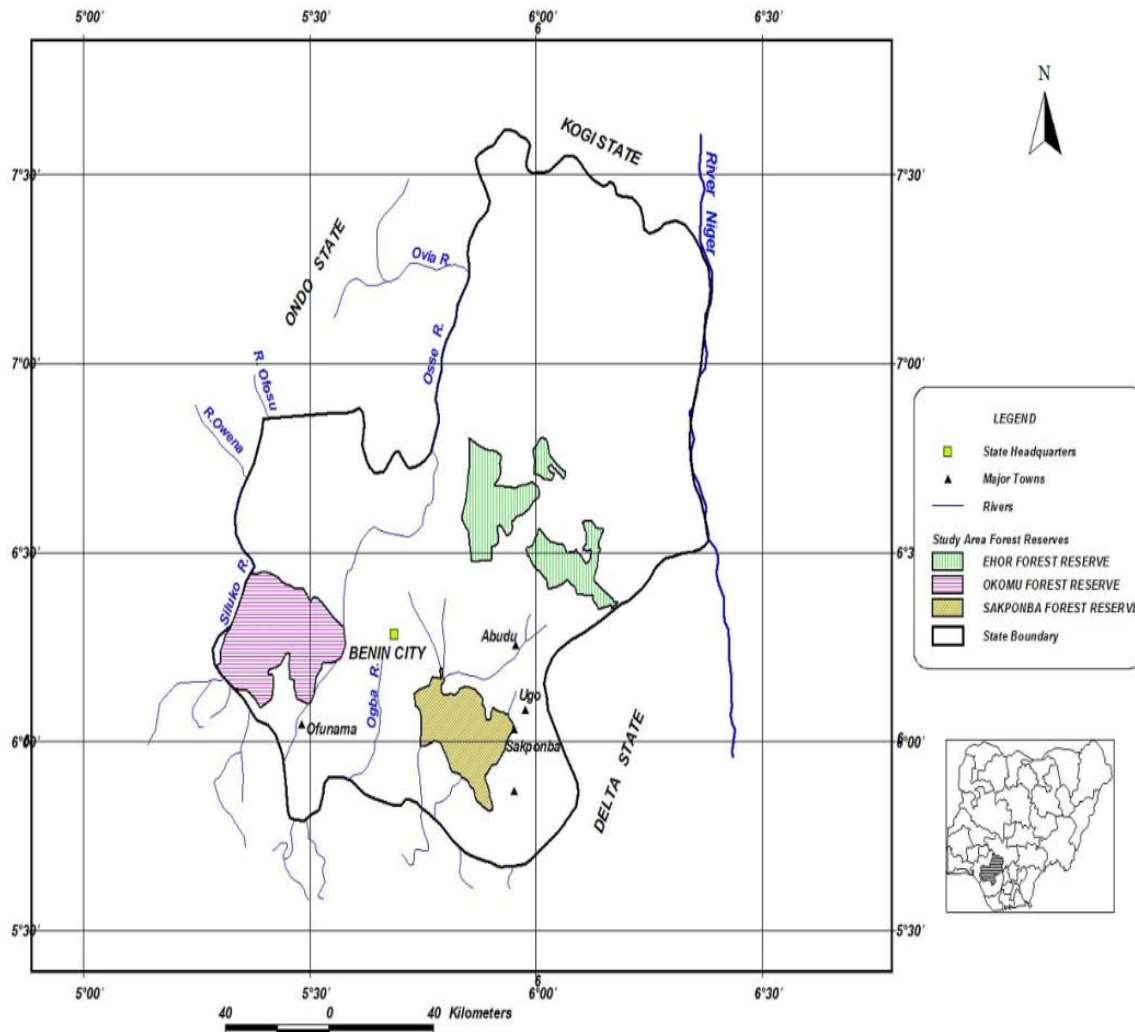 5°00' 5°30' 6°00' 6°30'
6
N
KOGI STATE
7°30' 7°30'
River Niger
ONDO STATE
Ovia R.
Osse R.
7°00' 7°00'
R. Ofosu
R.Owena
LEGEND
State Headquarters
Major Towns
Rivers
Study Area Forest Reserves
EHOR FOREST RESERVE
OKOMU FOREST RESERVE
SAKPONBA FOREST RESERVE
State Boundary
6°30' 6°30'
Siluko R.
BENIN CITY
Abudu
Ogba R.
Ugo
Ofunama
Sakponba
6°00' 6°00'
DELTA STATE
5°30' 5°30'
5°00' 5°30' 6°00' 6°30'
40 0 40 Kilometers